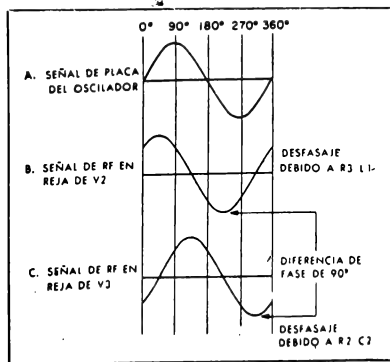 0° 90° 180° 270° 360°
A. SEÑAL DE PLACA
DEL OSCILADOR
B. SEÑAL DE RF EN
REJA DE V2
DESFASAJE
DEBIDO A R3 L1
C. SEÑAL DE RF EN
REJA DE V3
DIFERENCIA DE
FASE DE 90°
DESFASAJE
DEBIDO A R2 C2